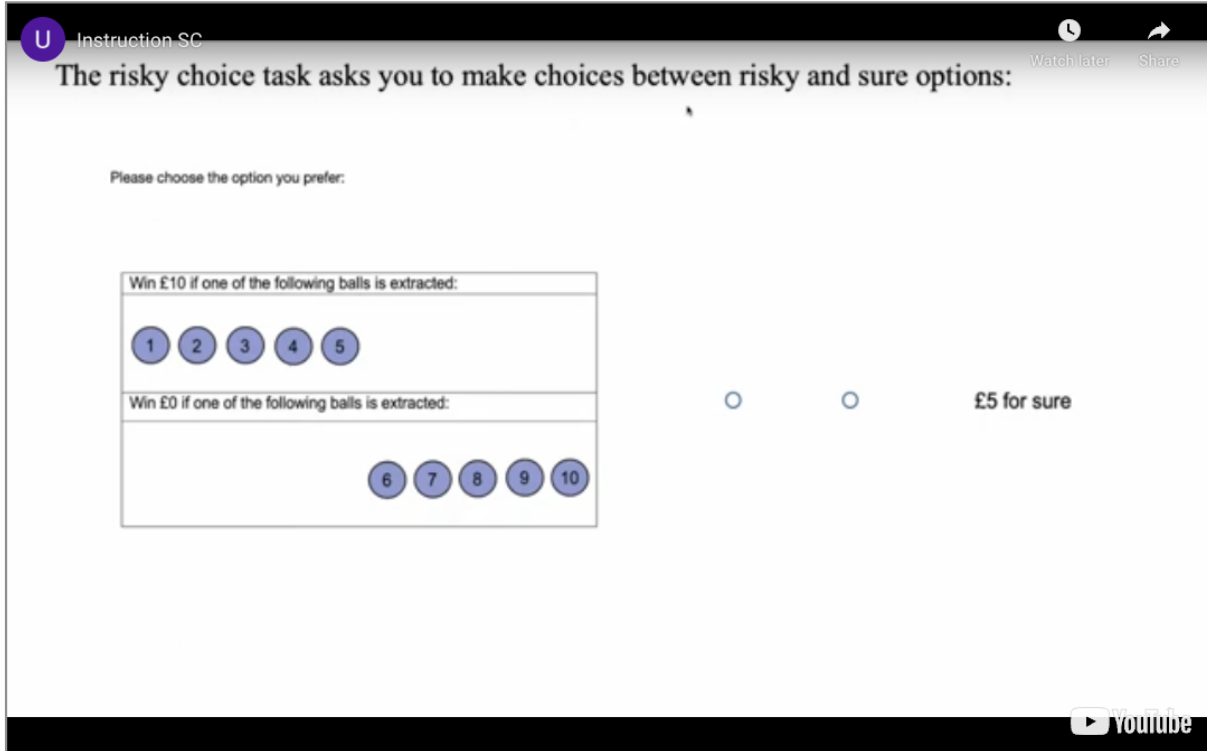 U Instruction SC
Watch later Share
The risky choice task asks you to make choices between risky and sure options:
Please choose the option you prefer:
Win £10 if one of the following balls is extracted:
1 2 3 4 5
Win £0 if one of the following balls is extracted:
£5 for sure
6 7 8 9 10
YouTube